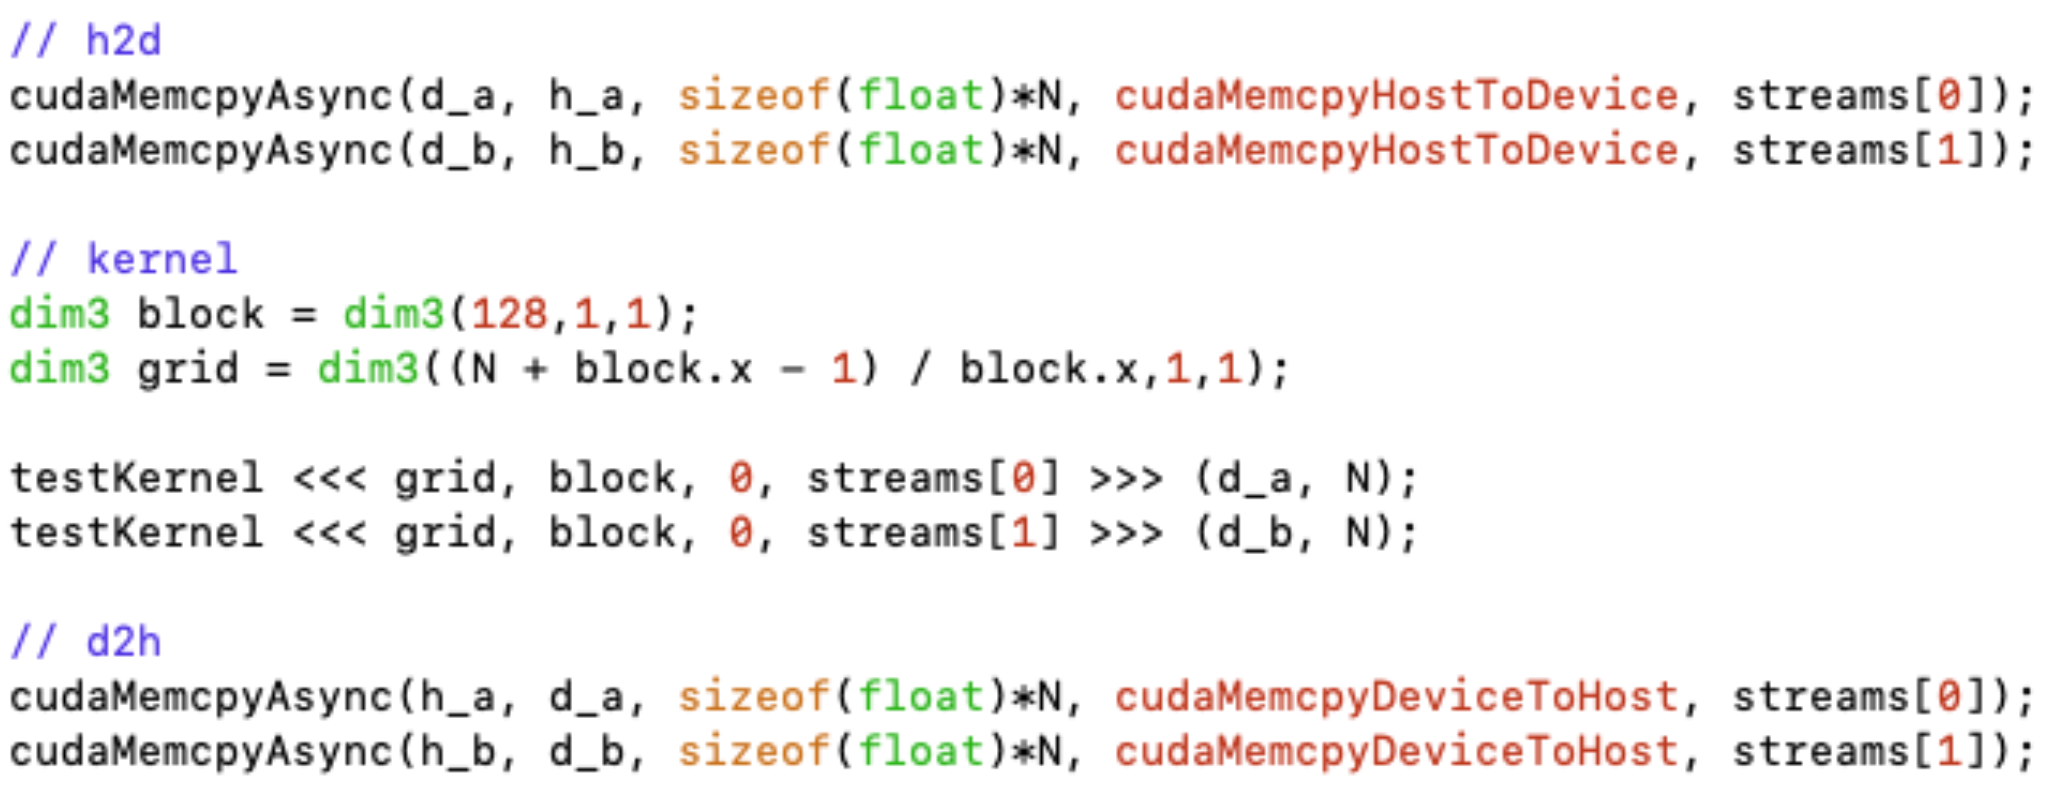 // h2d
cudaMemcpyAsync(d_a, h_a, sizeof(float)*N, cudaMemcpyHostToDevice, streams[0]);
cudaMemcpyAsync(d_b, h_b, sizeof(float)*N, cudaMemcpyHostToDevice, streams[1]);
// kernel
dim3 block = dim3(128,1,1);
dim3 grid = dim3((N + block.x - 1) / block.x,1,1);
testKernel <<< grid, block, 0, streams[0] >>> (d_a, N);
testKernel <<< grid, block, 0, streams[1] >>> (d_b, N);
// d2h
cudaMemcpyAsync(h_a, d_a, sizeof(float)*N, cudaMemcpyDeviceToHost, streams[0]);
cudaMemcpyAsync(h_b, d_b, sizeof(float)*N, cudaMemcpyDeviceToHost, streams[1]);